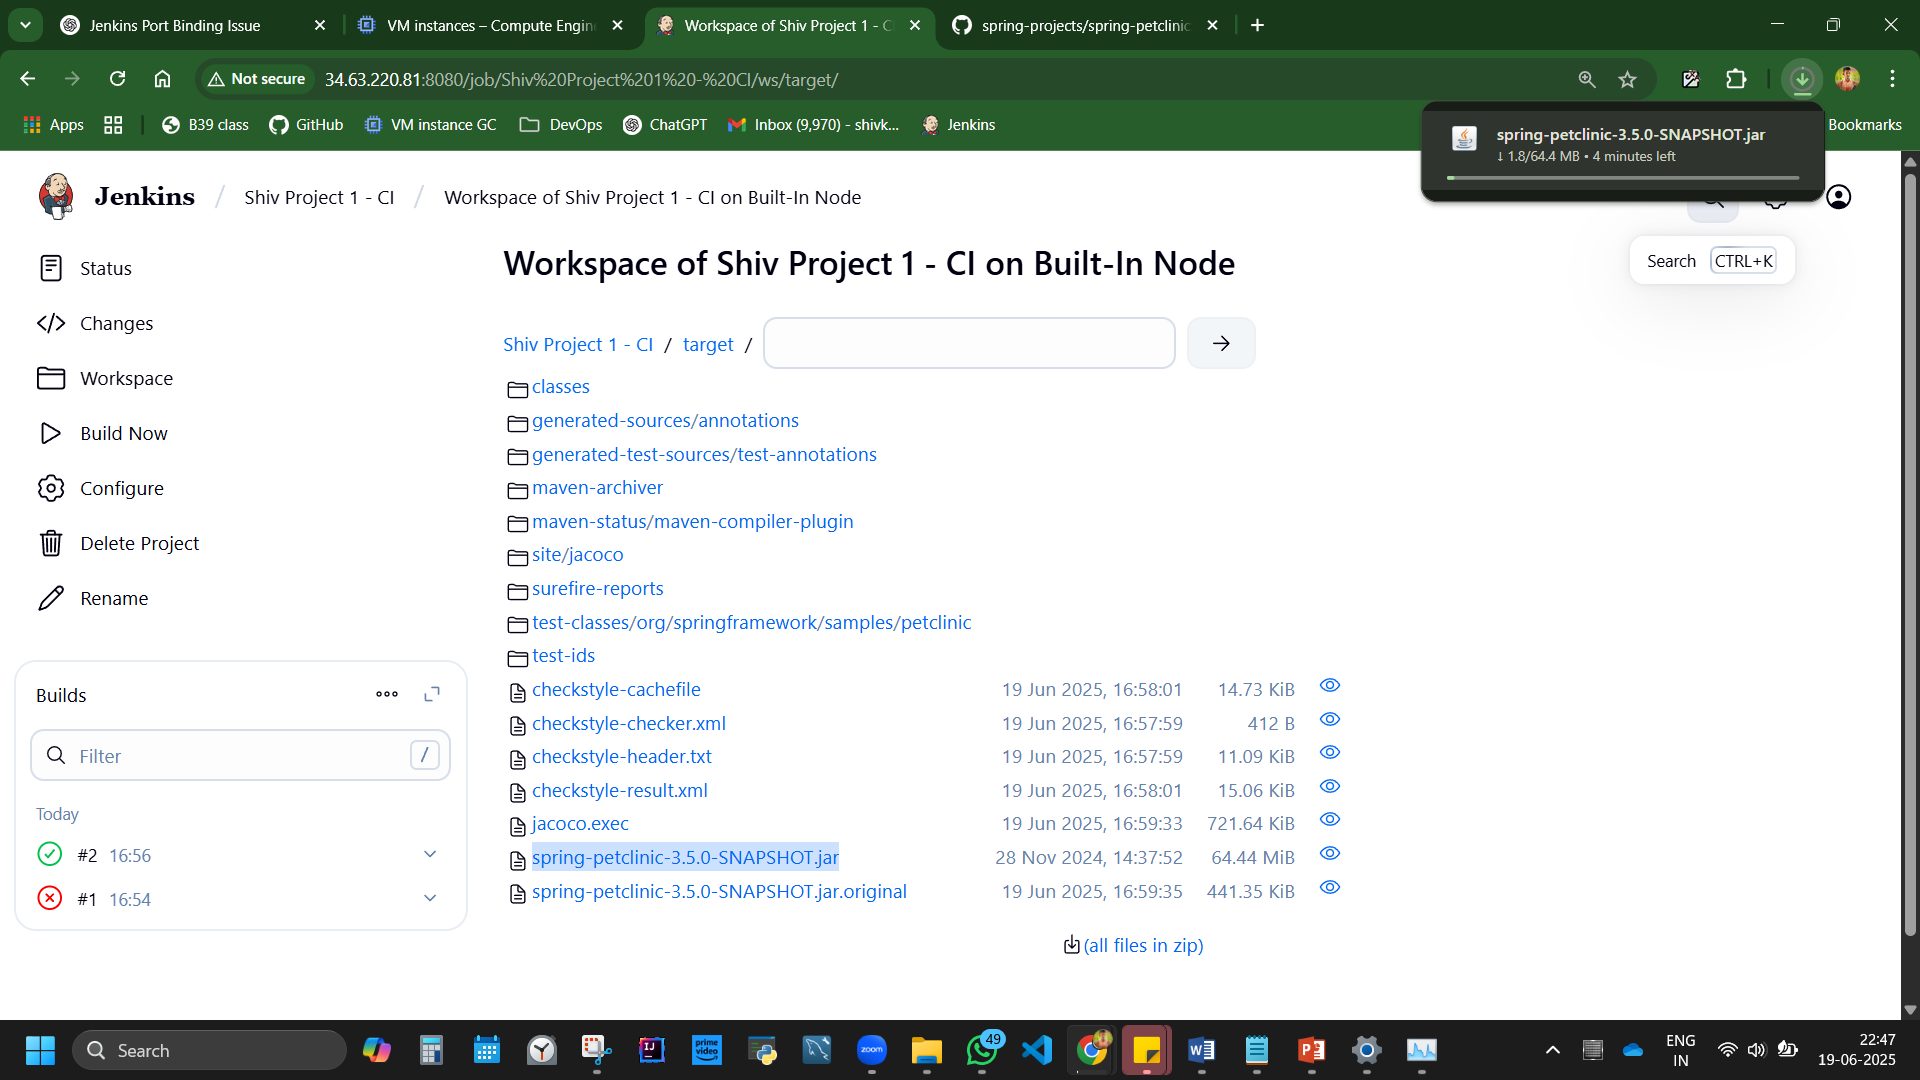 Jenkins Port Binding Issue
VM instances – Compute Engin
Workspace of Shiv Project 1 - C
spring-projects/spring-petclinic
Not secure
34.63.220.81:8080/job/Shiv%20Project%201%20-%20CI/ws/target/
Apps
B39 class
GitHub
VM instance GC
DevOps
ChatGPT
Inbox (9,970) - shivk...
Jenkins
Bookmarks
spring-petclinic-3.5.0-SNAPSHOT.jar
↓ 1.8/64.4 MB • 4 minutes left
Jenkins / Shiv Project 1 - CI / Workspace of Shiv Project 1 - CI on Built-In Node
Search CTRL+K
Status
Changes
Workspace
Build Now
Configure
Delete Project
Rename
Builds
Filter /
Today
#2 16:56
#1 16:54
Workspace of Shiv Project 1 - CI on Built-In Node
Shiv Project 1 - CI / target /
classes
generated-sources/annotations
generated-test-sources/test-annotations
maven-archiver
maven-status/maven-compiler-plugin
site/jacoco
surefire-reports
test-classes/org/springframework/samples/petclinic
test-ids
checkstyle-cachefile 19 Jun 2025, 16:58:01 14.73 KiB
checkstyle-checker.xml 19 Jun 2025, 16:57:59 412 B
checkstyle-header.txt 19 Jun 2025, 16:57:59 11.09 KiB
checkstyle-result.xml 19 Jun 2025, 16:58:01 15.06 KiB
jacoco.exec 19 Jun 2025, 16:59:33 721.64 KiB
spring-petclinic-3.5.0-SNAPSHOT.jar 28 Nov 2024, 14:37:52 64.44 MiB
spring-petclinic-3.5.0-SNAPSHOT.jar.original 19 Jun 2025, 16:59:35 441.35 KiB
(all files in zip)
Search
IJ
prime video
zoom
49
ENG
IN
22:47
19-06-2025